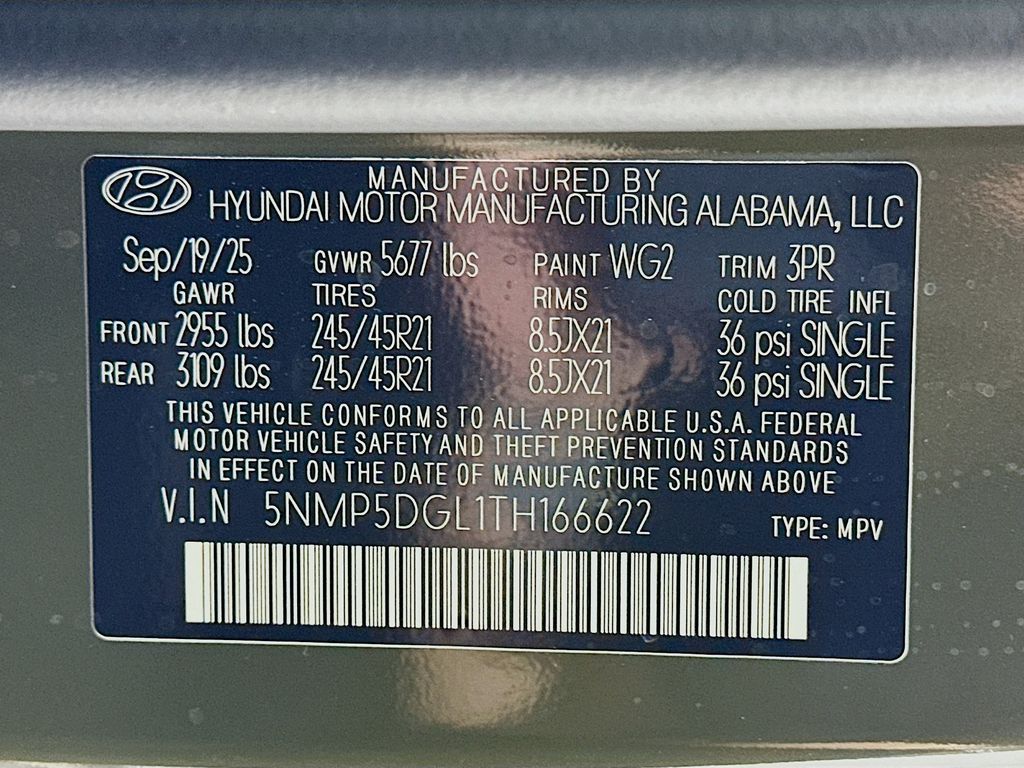 MANUFACTURED BY
HYUNDAI MOTOR MANUFACTURING ALABAMA, LLC
Sep/19/25 GVWR 5677 lbs PAINT WG2 TRIM 3PR
GAWR TIRES RIMS COLD TIRE INFL
FRONT 2955 lbs 245/45R21 8.5JX21 36 psi SINGLE
REAR 3109 lbs 245/45R21 8.5JX21 36 psi SINGLE
THIS VEHICLE CONFORMS TO ALL APPLICABLE U.S.A. FEDERAL
MOTOR VEHICLE SAFETY AND THEFT PREVENTION STANDARDS
IN EFFECT ON THE DATE OF MANUFACTURE SHOWN ABOVE
V.I.N 5NMP5DGL1TH166622 TYPE: MPV